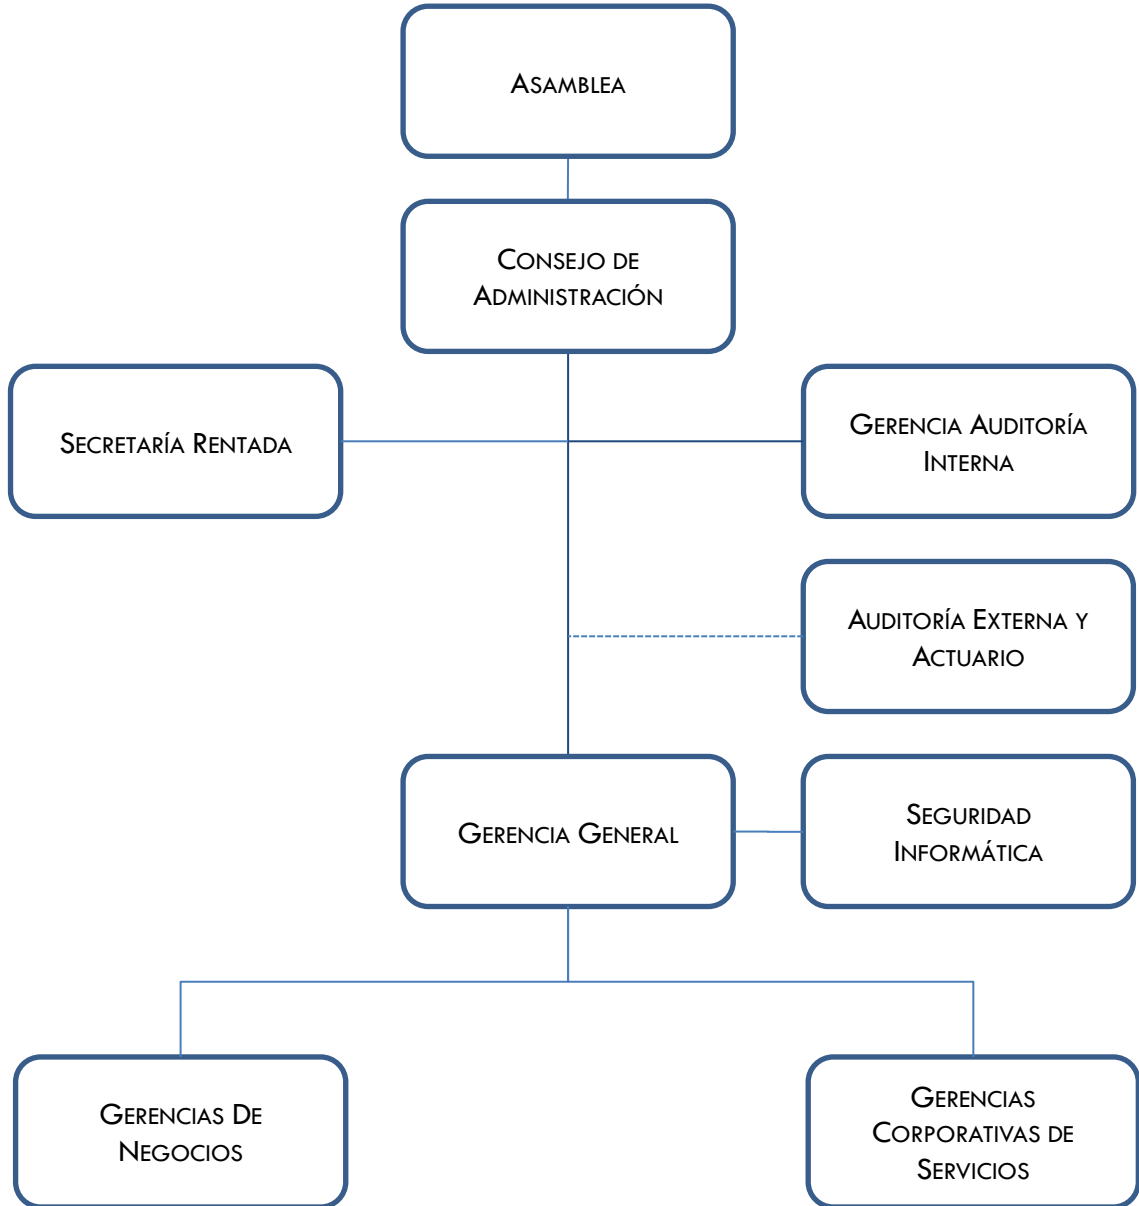 Asamblea
Consejo de
Administración
Secretaría Rentada
Gerencia Auditoría
Interna
Auditoría Externa y
Actuario
Gerencia General
Seguridad
Informática
Gerencias De
Negocios
Gerencias
Corporativas de
Servicios